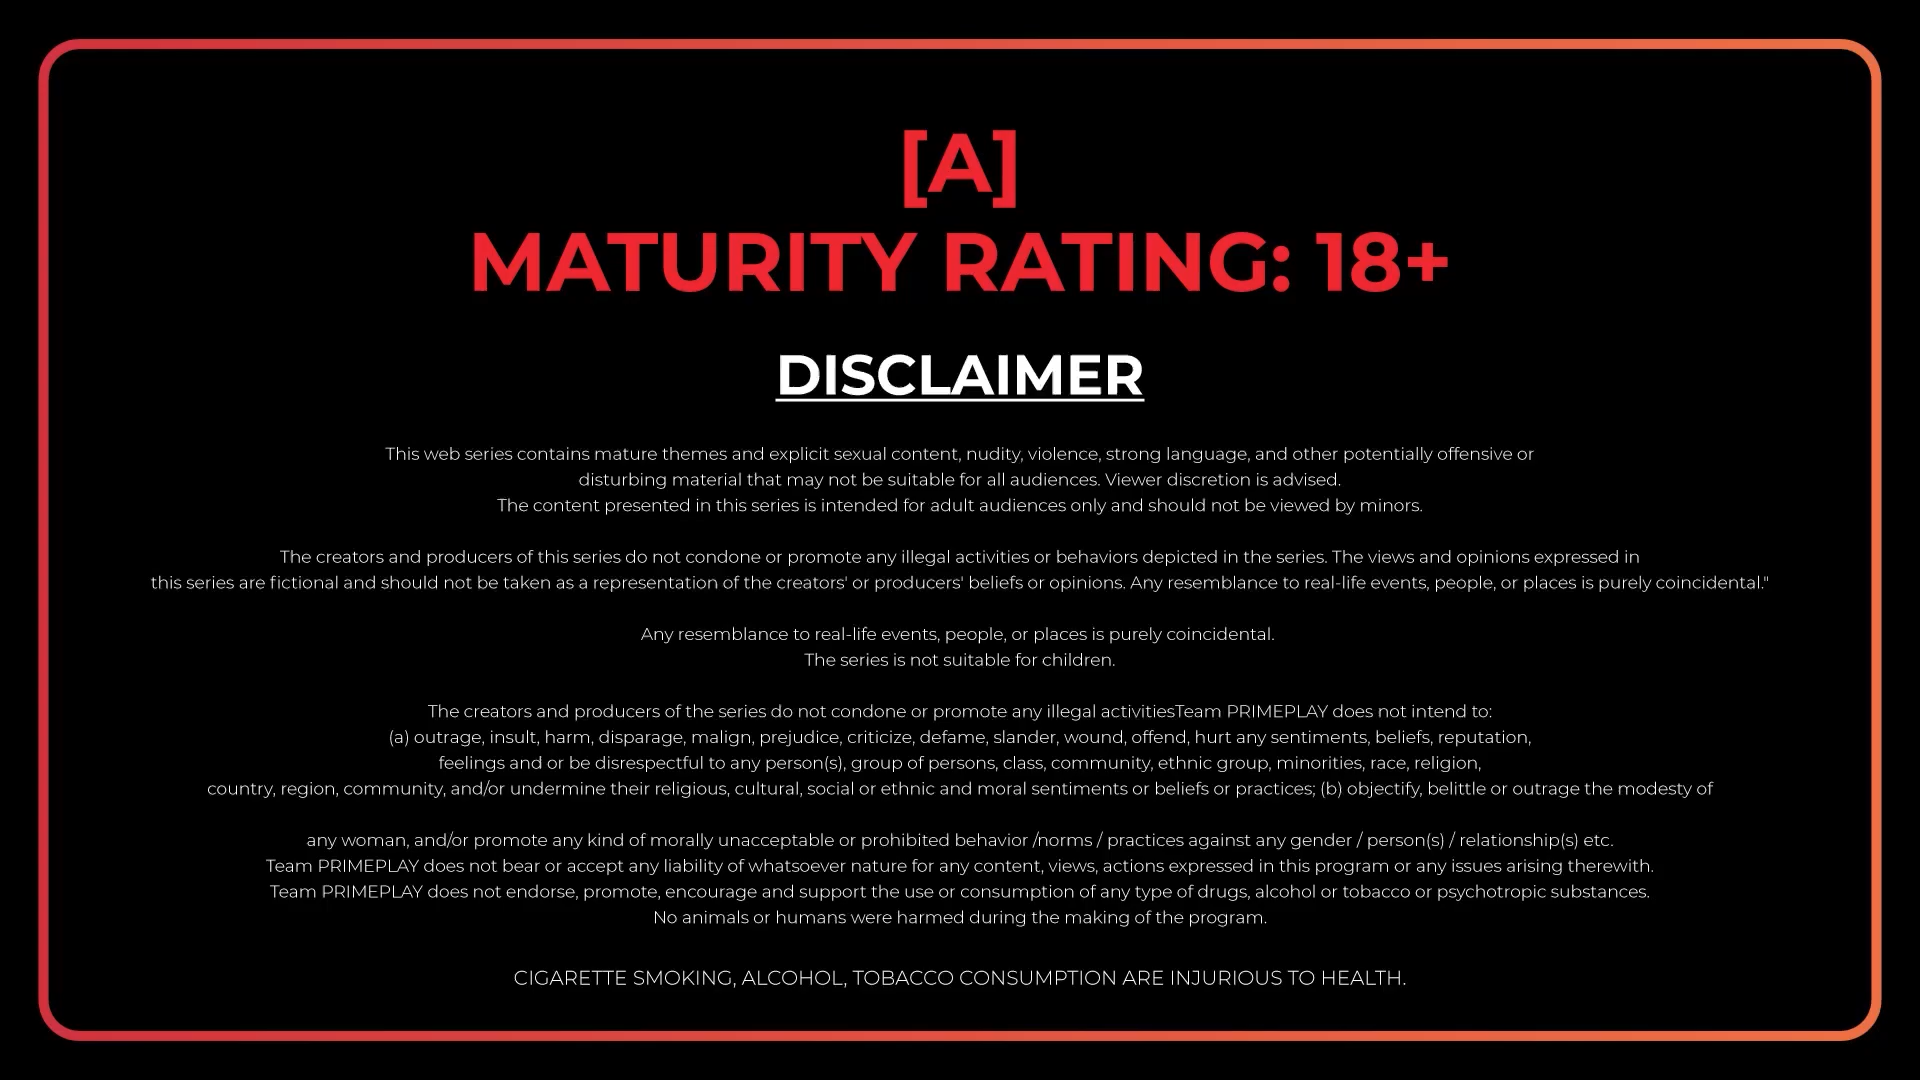 [A]
MATURITY RATING: 18+
DISCLAIMER
This web series contains mature themes and explicit sexual content, nudity, violence, strong language, and other potentially offensive or
disturbing material that may not be suitable for all audiences. Viewer discretion is advised.
The content presented in this series is intended for adult audiences only and should not be viewed by minors.
The creators and producers of this series do not condone or promote any illegal activities or behaviors depicted in the series. The views and opinions expressed in
this series are fictional and should not be taken as a representation of the creators' or producers' beliefs or opinions. Any resemblance to real-life events, people, or places is purely coincidental."
Any resemblance to real-life events, people, or places is purely coincidental.
The series is not suitable for children.
The creators and producers of the series do not condone or promote any illegal activitiesTeam PRIMEPLAY does not intend to:
(a) outrage, insult, harm, disparage, malign, prejudice, criticize, defame, slander, wound, offend, hurt any sentiments, beliefs, reputation,
feelings and or be disrespectful to any person(s), group of persons, class, community, ethnic group, minorities, race, religion,
country, region, community, and/or undermine their religious, cultural, social or ethnic and moral sentiments or beliefs or practices; (b) objectify, belittle or outrage the modesty of
any woman, and/or promote any kind of morally unacceptable or prohibited behavior /norms / practices against any gender / person(s) / relationship(s) etc.
Team PRIMEPLAY does not bear or accept any liability of whatsoever nature for any content, views, actions expressed in this program or any issues arising therewith.
Team PRIMEPLAY does not endorse, promote, encourage and support the use or consumption of any type of drugs, alcohol or tobacco or psychotropic substances.
No animals or humans were harmed during the making of the program.
CIGARETTE SMOKING, ALCOHOL, TOBACCO CONSUMPTION ARE INJURIOUS TO HEALTH.